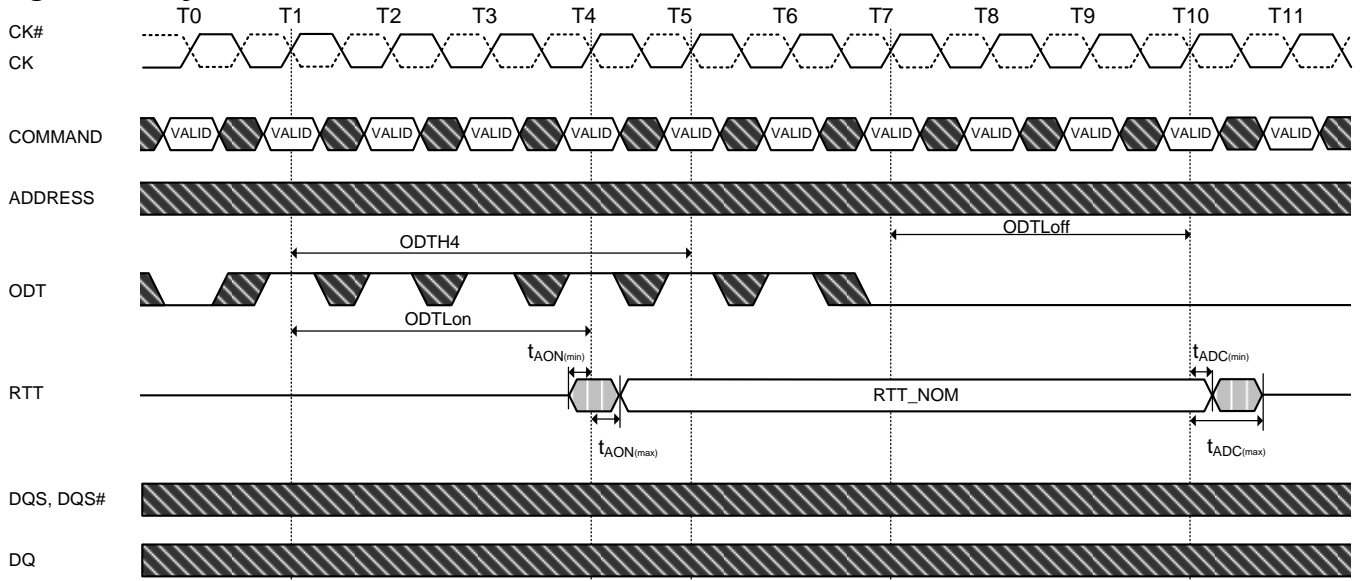 T0 T1 T2 T3 T4 T5 T6 T7 T8 T9 T10 T11
CK#
CK
COMMAND VALID VALID VALID VALID VALID VALID VALID VALID VALID VALID VALID VALID
ADDRESS
ODTLoff
ODTH4
ODT
ODTLon
tAON(min) tADC(min)
RTT RTT_NOM
tAON(max) tADC(max)
DQS, DQS#
DQ